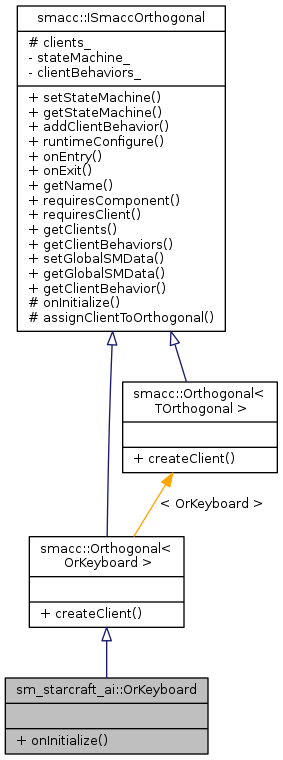 smacc::ISmaccOrthogonal
# clients_
- stateMachine_
- clientBehaviors_
+ setStateMachine()
+ getStateMachine()
+ addClientBehavior()
+ runtimeConfigure()
+ onEntry()
+ onExit()
+ getName()
+ requiresComponent()
+ requiresClient()
+ getClients()
+ getClientBehaviors()
+ setGlobalSMData()
+ getGlobalSMData()
+ getClientBehavior()
# onInitialize()
# assignClientToOrthogonal()
smacc::Orthogonal<
TOrthogonal >
+ createClient()
< OrKeyboard >
smacc::Orthogonal<
OrKeyboard >
+ createClient()
sm_starcraft_ai::OrKeyboard
+ onInitialize()